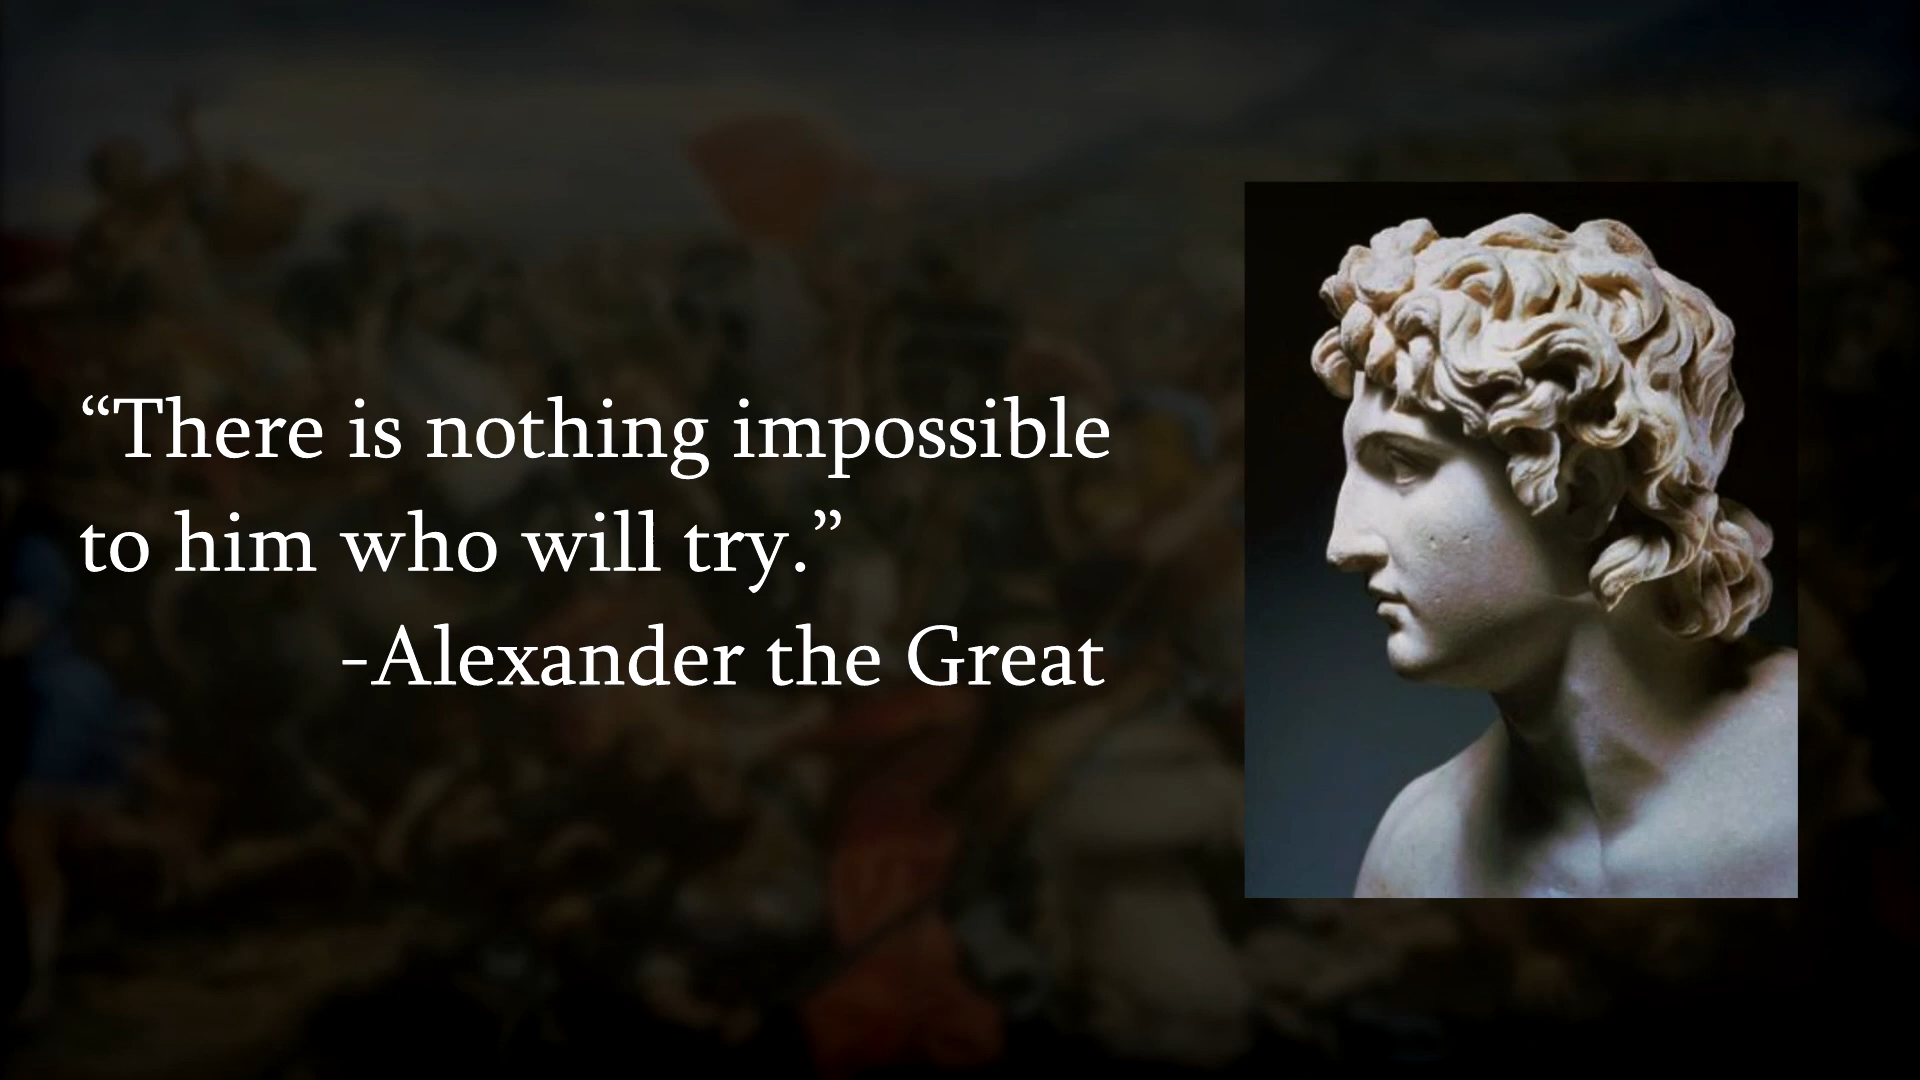 “There is nothing impossible
to him who will try.”
-Alexander the Great